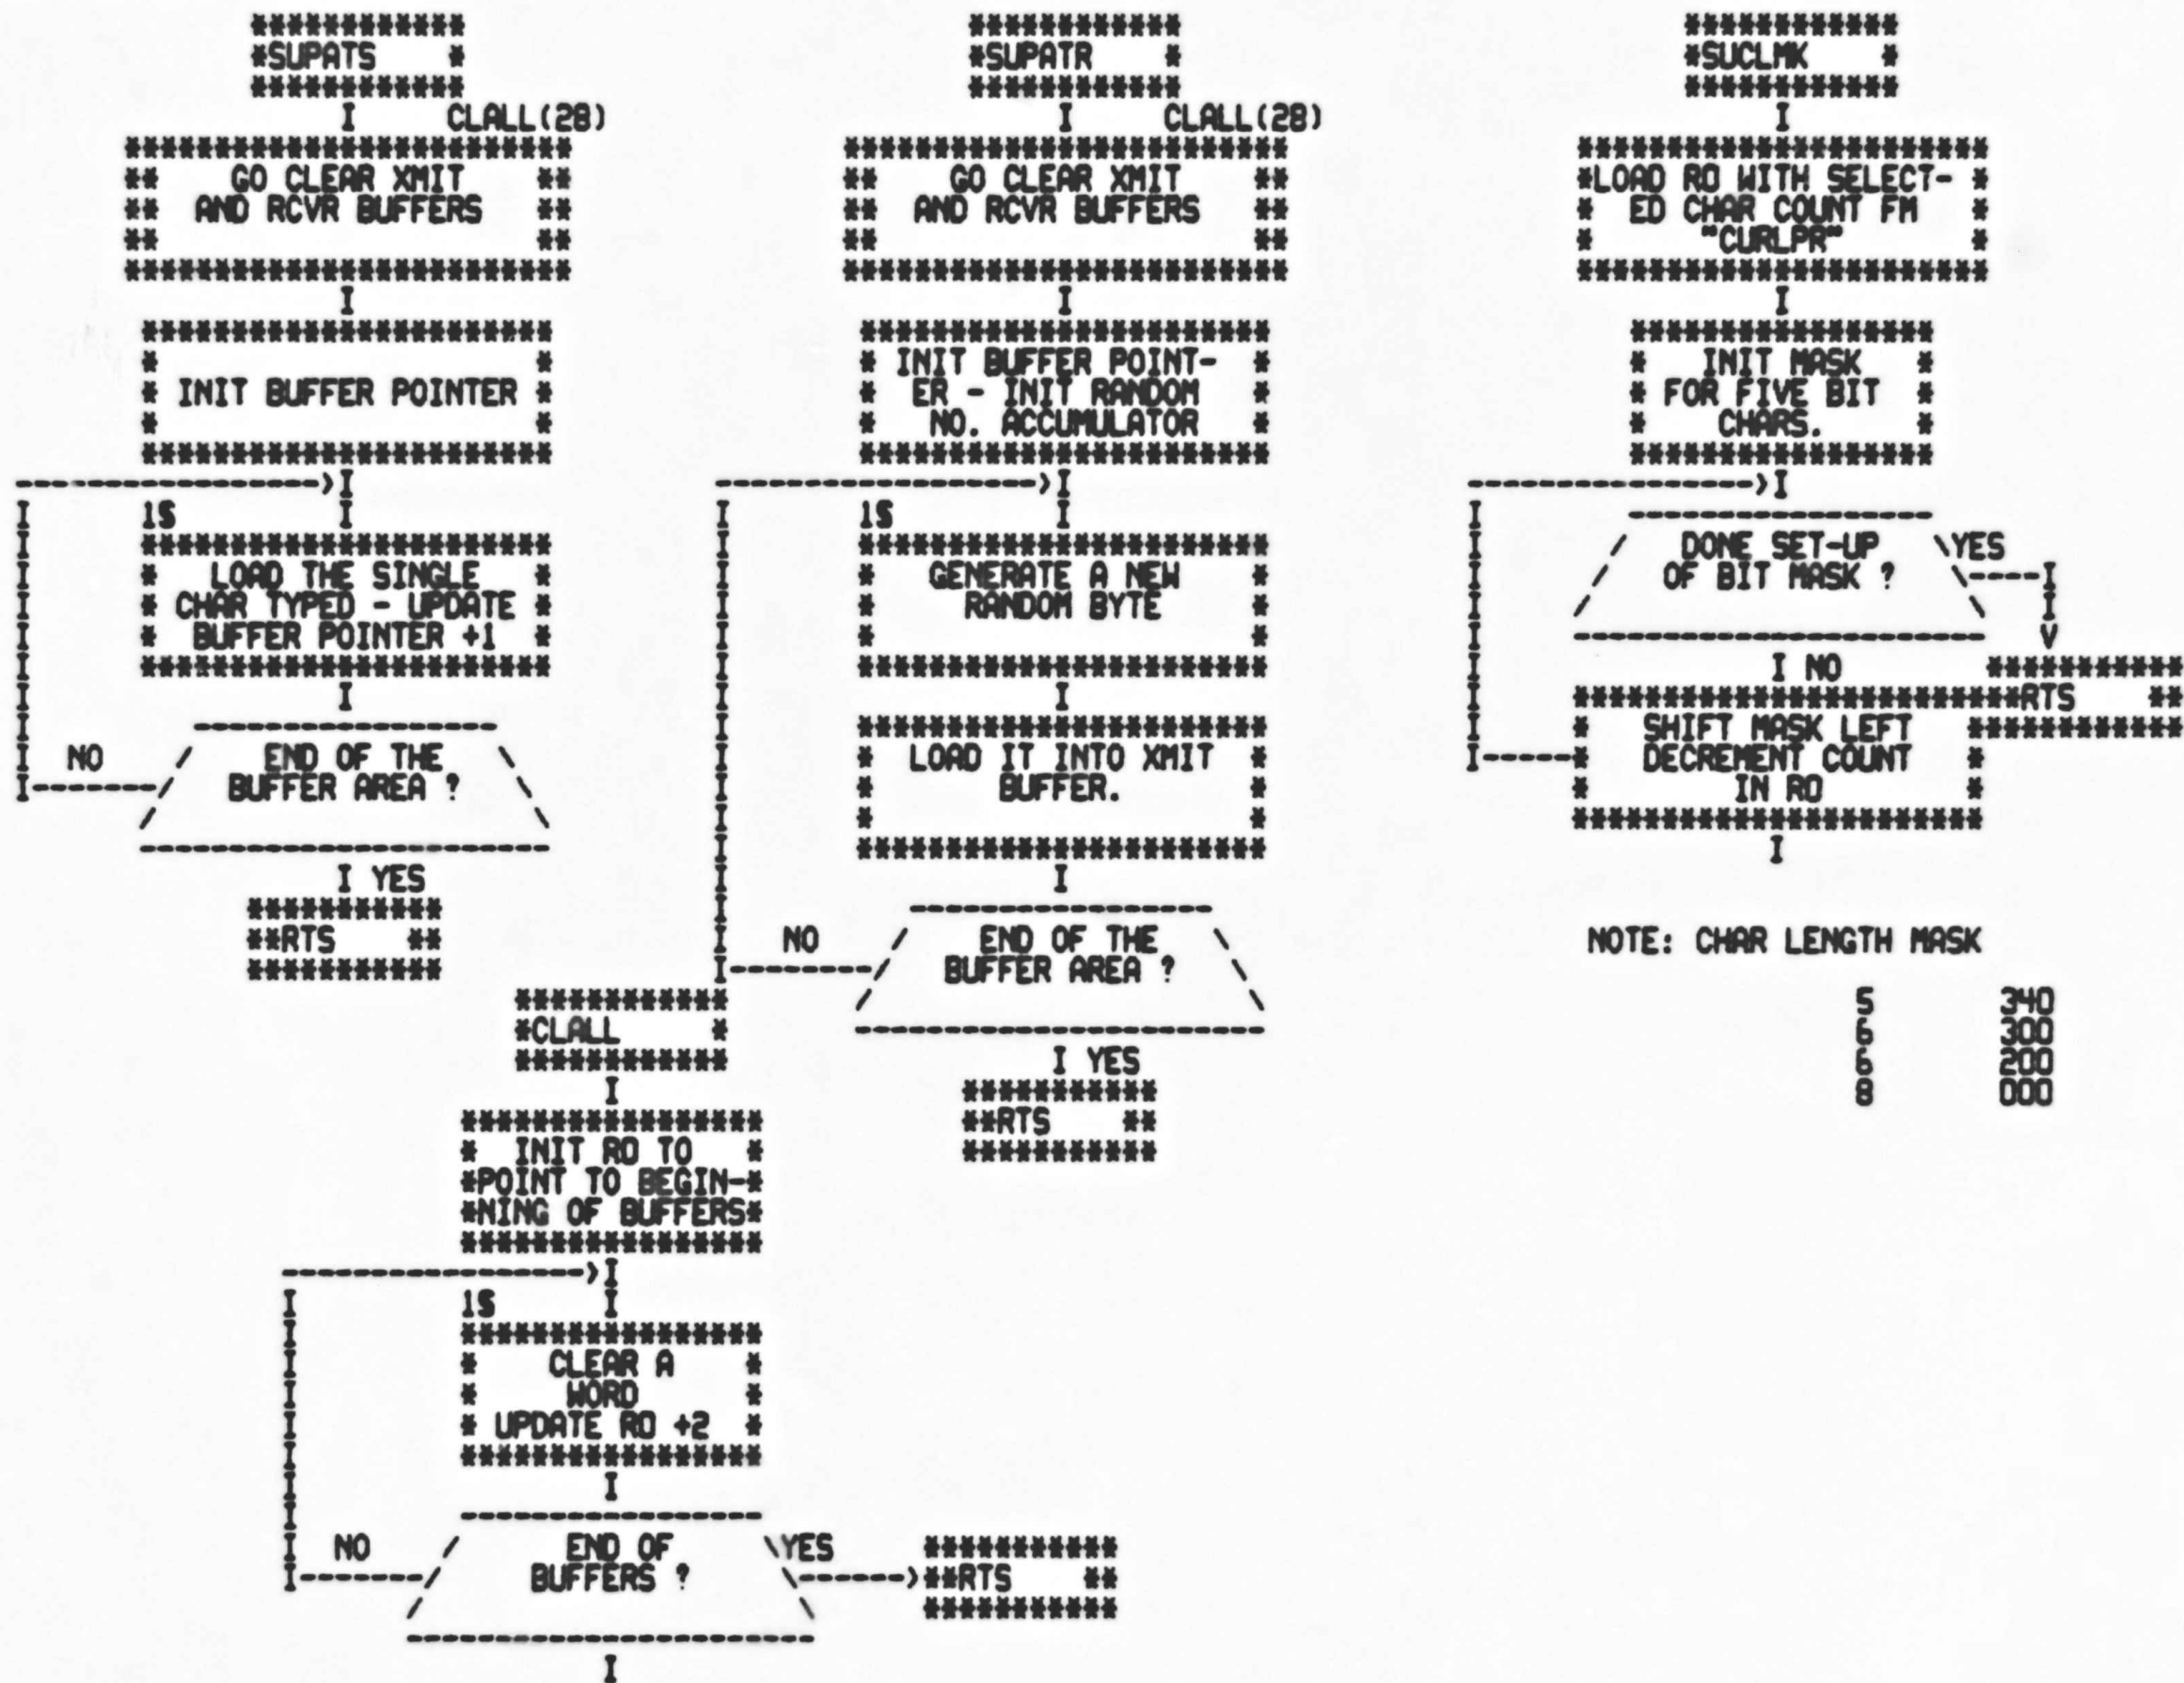 SUPATS
CLALL(28)
GO CLEAR XMIT
AND RCVR BUFFERS
INIT BUFFER POINTER
1$
LOAD THE SINGLE
CHAR TYPED - UPDATE
BUFFER POINTER +1
END OF THE
BUFFER AREA ?
NO
YES
RTS
SUPATR
CLALL(28)
GO CLEAR XMIT
AND RCVR BUFFERS
INIT BUFFER POINT-
ER - INIT RANDOM
NO. ACCUMULATOR
1$
GENERATE A NEW
RANDOM BYTE
LOAD IT INTO XMIT
BUFFER.
END OF THE
BUFFER AREA ?
NO
YES
RTS
SUCLMK
LOAD R0 WITH SELECT-
ED CHAR COUNT FM
"CURLPR"
INIT MASK
FOR FIVE BIT
CHARS.
DONE SET-UP
OF BIT MASK ?
YES
RTS
NO
SHIFT MASK LEFT
DECREMENT COUNT
IN R0
NOTE: CHAR LENGTH MASK
5 340
6 300
6 200
8 000
CLALL
INIT R0 TO
POINT TO BEGIN-
NING OF BUFFERS
1$
CLEAR A
WORD
UPDATE R0 +2
END OF
BUFFERS ?
NO
YES
RTS